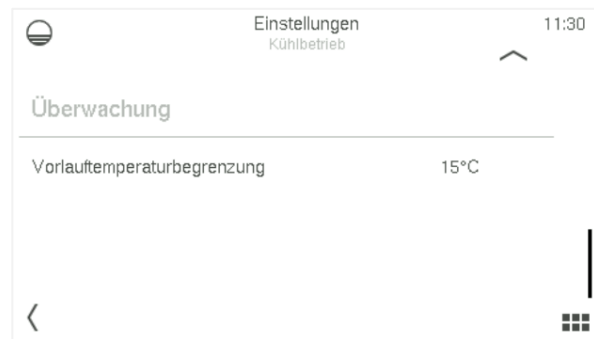 Einstellungen
11:30
Kühlbetrieb
Überwachung
Vorlauftemperaturbegrenzung 15°C